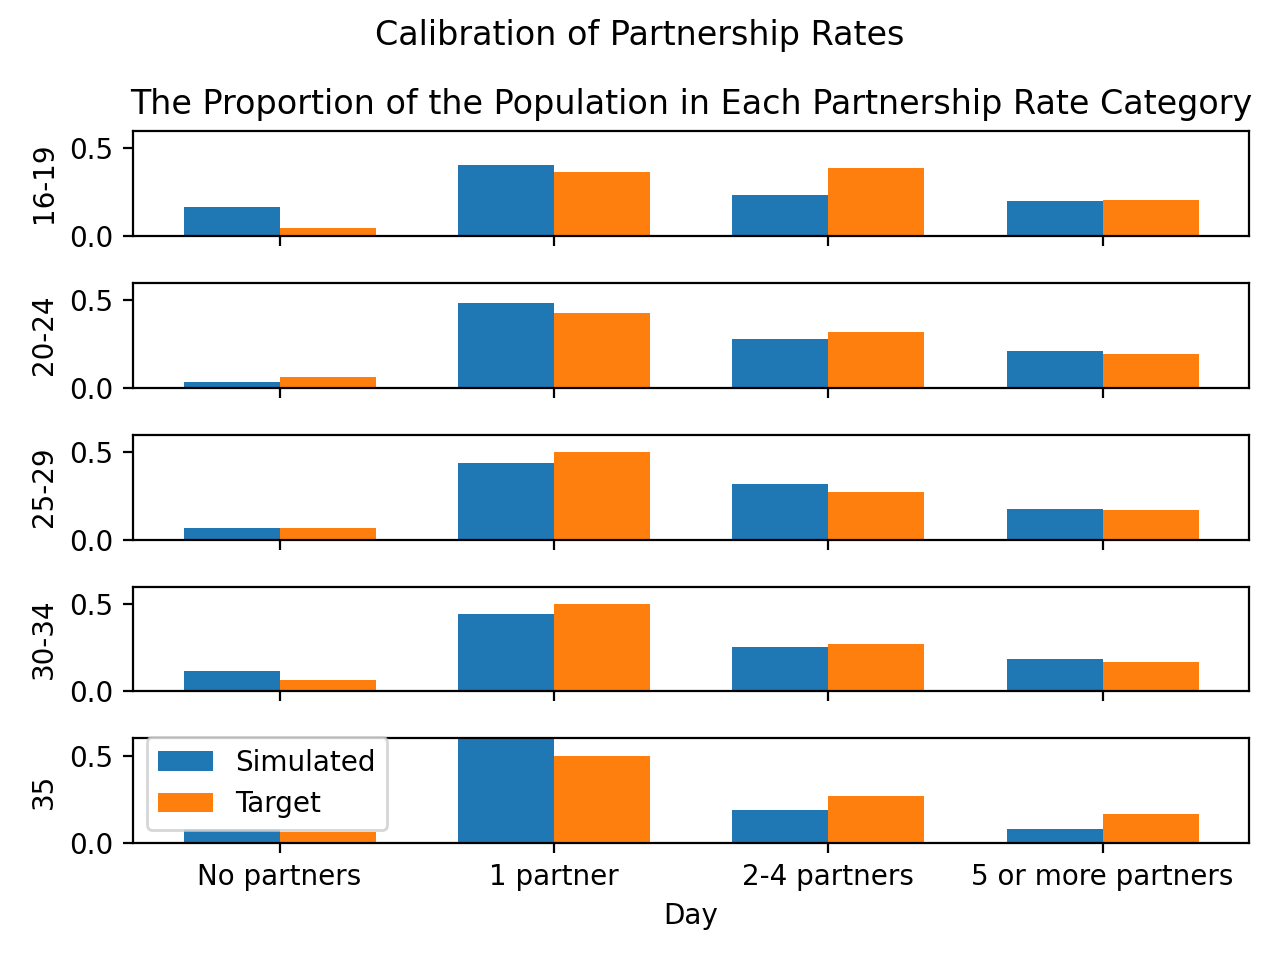 Calibration of Partnership Rates
The Proportion of the Population in Each Partnership Rate Category
0.5
16-19
0.0
0.5
20-24
0.0
0.5
25-29
0.0
0.5
30-34
0.0
0.5
35
0.0
Simulated
Target
No partners 1 partner 2-4 partners 5 or more partners
Day